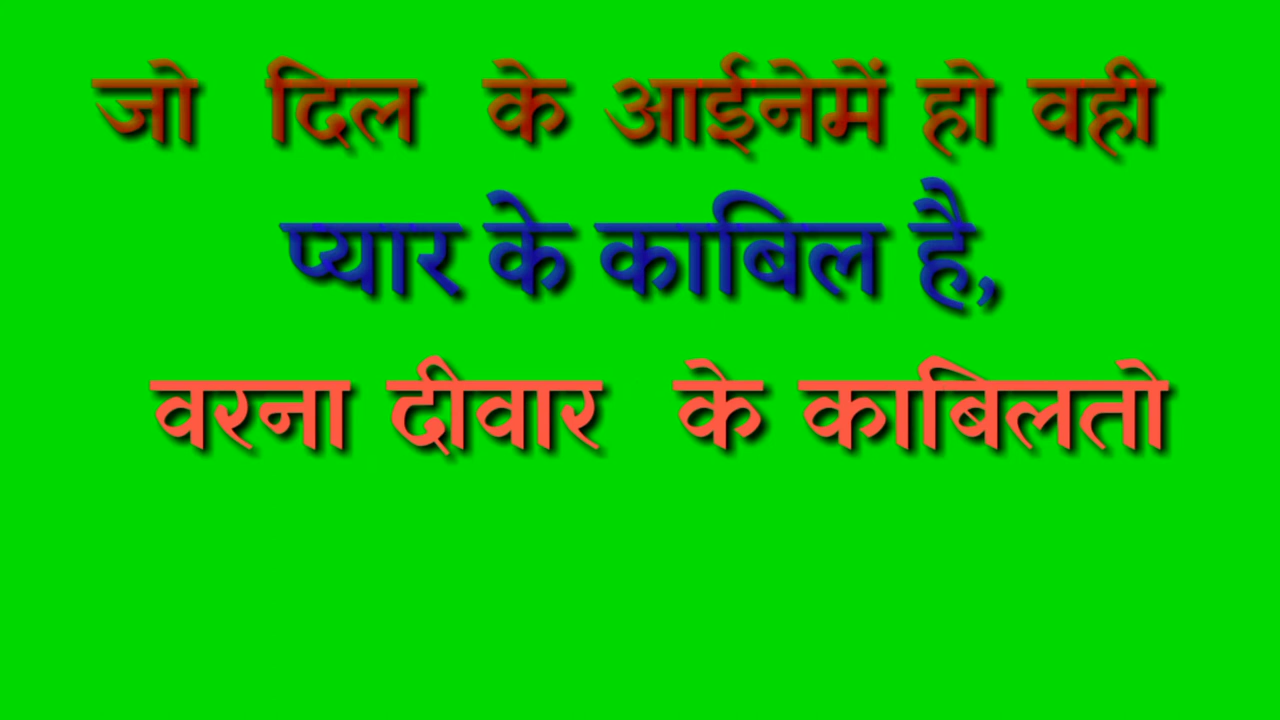 जो दिल के आईनेमें हो वही
प्यार के काबिल है,
वरना दीवार के काबिलतो